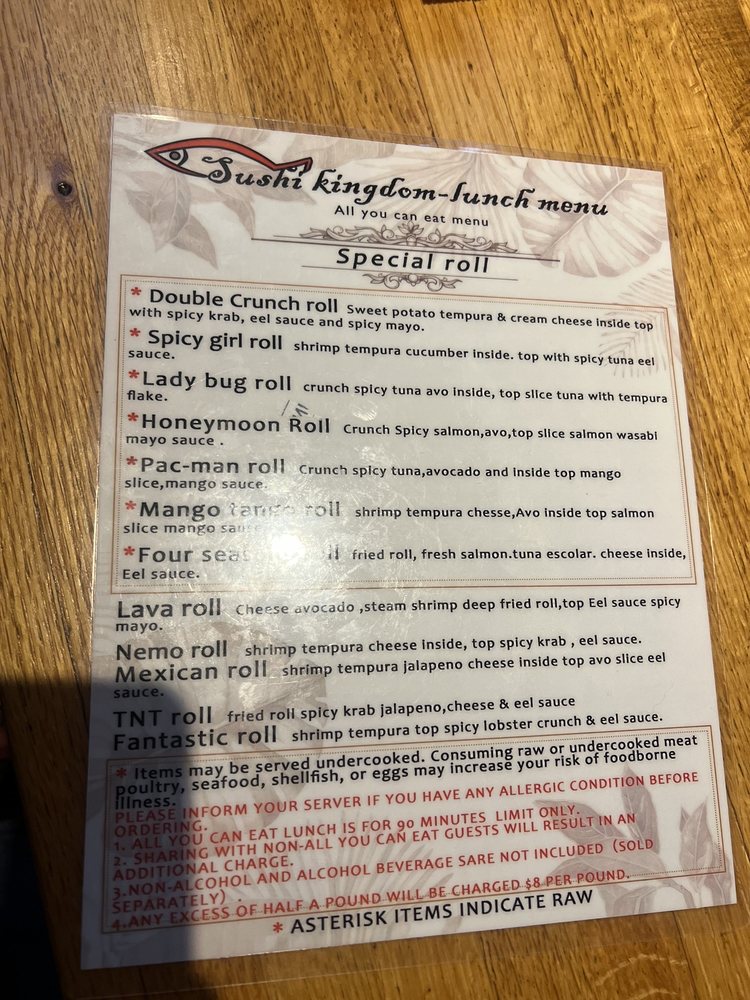 Sushi kingdom-lunch menu
All you can eat menu
Special roll
* Double Crunch roll Sweet potato tempura & cream cheese inside top
with spicy krab, eel sauce and spicy mayo.
* Spicy girl roll shrimp tempura cucumber inside. top with spicy tuna eel
sauce.
*Lady bug roll crunch spicy tuna avo inside, top slice tuna with tempura
flake.
*Honeymoon Roll Crunch Spicy salmon,avo,top slice salmon wasabi
mayo sauce .
*Pac-man roll Crunch spicy tuna,avocado and inside top mango
slice,mango sauce.
*Mango tango roll shrimp tempura chesse,Avo inside top salmon
slice mango sauce
*Four roll fried roll, fresh salmon.tuna escolar. cheese inside,
Eel sauce.
Lava roll Cheese avocado ,steam shrimp deep fried roll,top Eel sauce spicy
mayo.
Nemo roll shrimp tempura cheese inside, top spicy krab , eel sauce.
Mexican roll shrimp tempura jalapeno cheese inside top avo slice eel
sauce.
TNT roll fried roll spicy krab jalapeno,cheese & eel sauce
Fantastic roll shrimp tempura top spicy lobster crunch & eel sauce.
* Items may be served undercooked. Consuming raw or undercooked meat
poultry, seafood, shellfish, or eggs may increase your risk of foodborne
illness.
PLEASE INFORM YOUR SERVER IF YOU HAVE ANY ALLERGIC CONDITION BEFORE
ORDERING.
1. ALL YOU CAN EAT LUNCH IS FOR 90 MINUTES LIMIT ONLY.
2. SHARING WITH NON-ALL YOU CAN EAT GUESTS WILL RESULT IN AN
ADDITIONAL CHARGE.
3.NON-ALCOHOL AND ALCOHOL BEVERAGE SARE NOT INCLUDED (SOLD
SEPARATELY) .
4.ANY EXCESS OF HALF A POUND WILL BE CHARGED $8 PER POUND.
* ASTERISK ITEMS INDICATE RAW